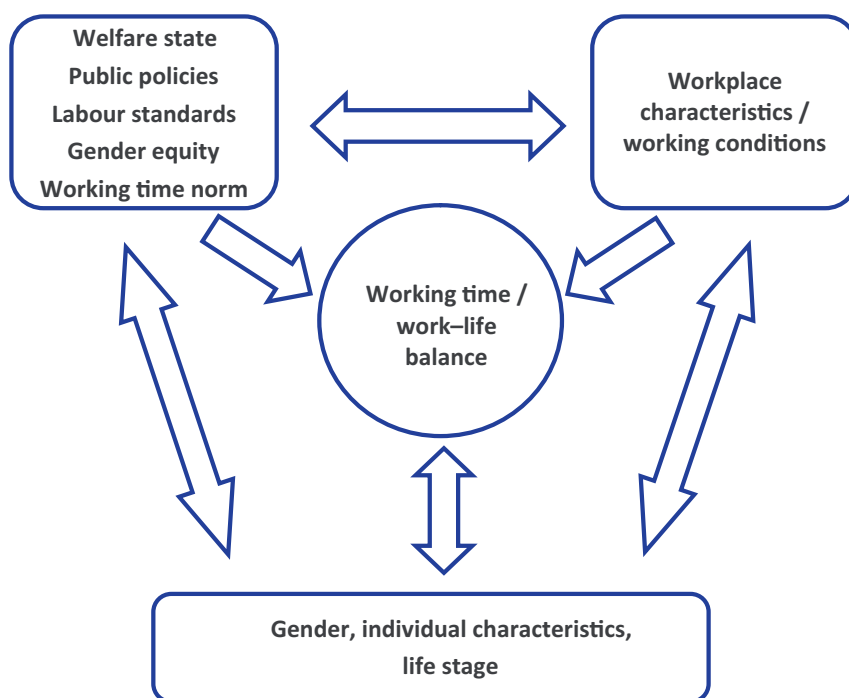 Welfare state
Public policies
Labour standards
Gender equity
Working time norm
Workplace
characteristics /
working conditions
Working time /
work–life
balance
Gender, individual characteristics,
life stage